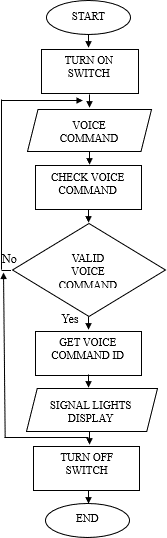 START
TURN ON
SWITCH
VOICE
COMMAND
CHECK VOICE
COMMAND
No
VALID
VOICE
COMMAND
Yes
GET VOICE
COMMAND ID
SIGNAL LIGHTS
DISPLAY
TURN OFF
SWITCH
END